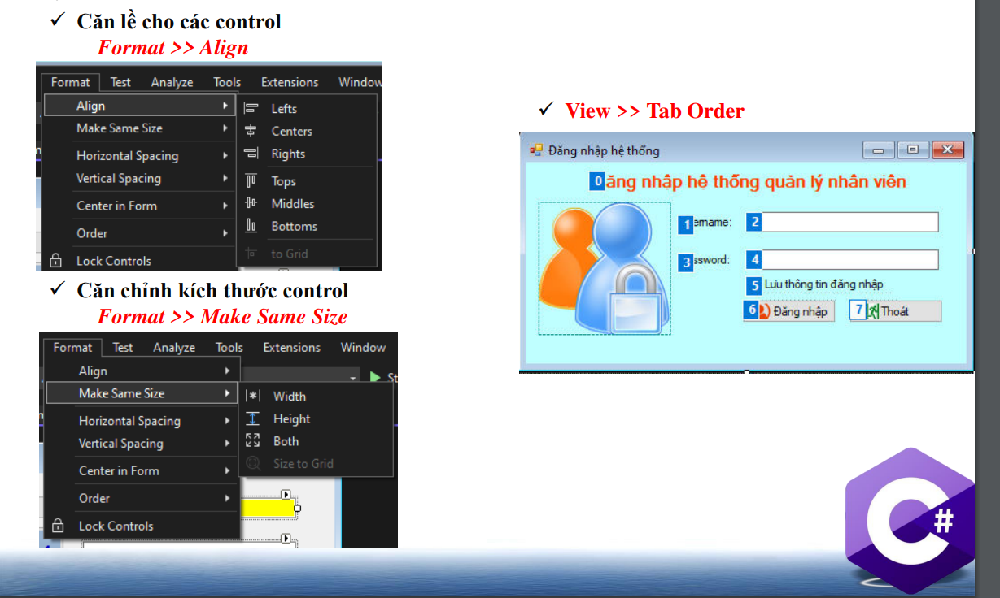 ✓ Căn lề cho các control
Format >> Align
Format Test Analyze Tools Extensions Window
Align
Make Same Size
Horizontal Spacing
Vertical Spacing
Center in Form
Order
Lock Controls
Lefts
Centers
Rights
Tops
Middles
Bottoms
to Grid
✓ Căn chỉnh kích thước control
Format >> Make Same Size
Format Test Analyze Tools Extensions Window
Align
Make Same Size
Horizontal Spacing
Vertical Spacing
Center in Form
Order
Lock Controls
St
Width
Height
Both
Size to Grid
✓ View >> Tab Order
Đăng nhập hệ thống
0 ăng nhập hệ thống quản lý nhân viên
1 ername: 2
3 ssword: 4
5 Lưu thông tin đăng nhập
6 Đăng nhập 7 Thoát
C#